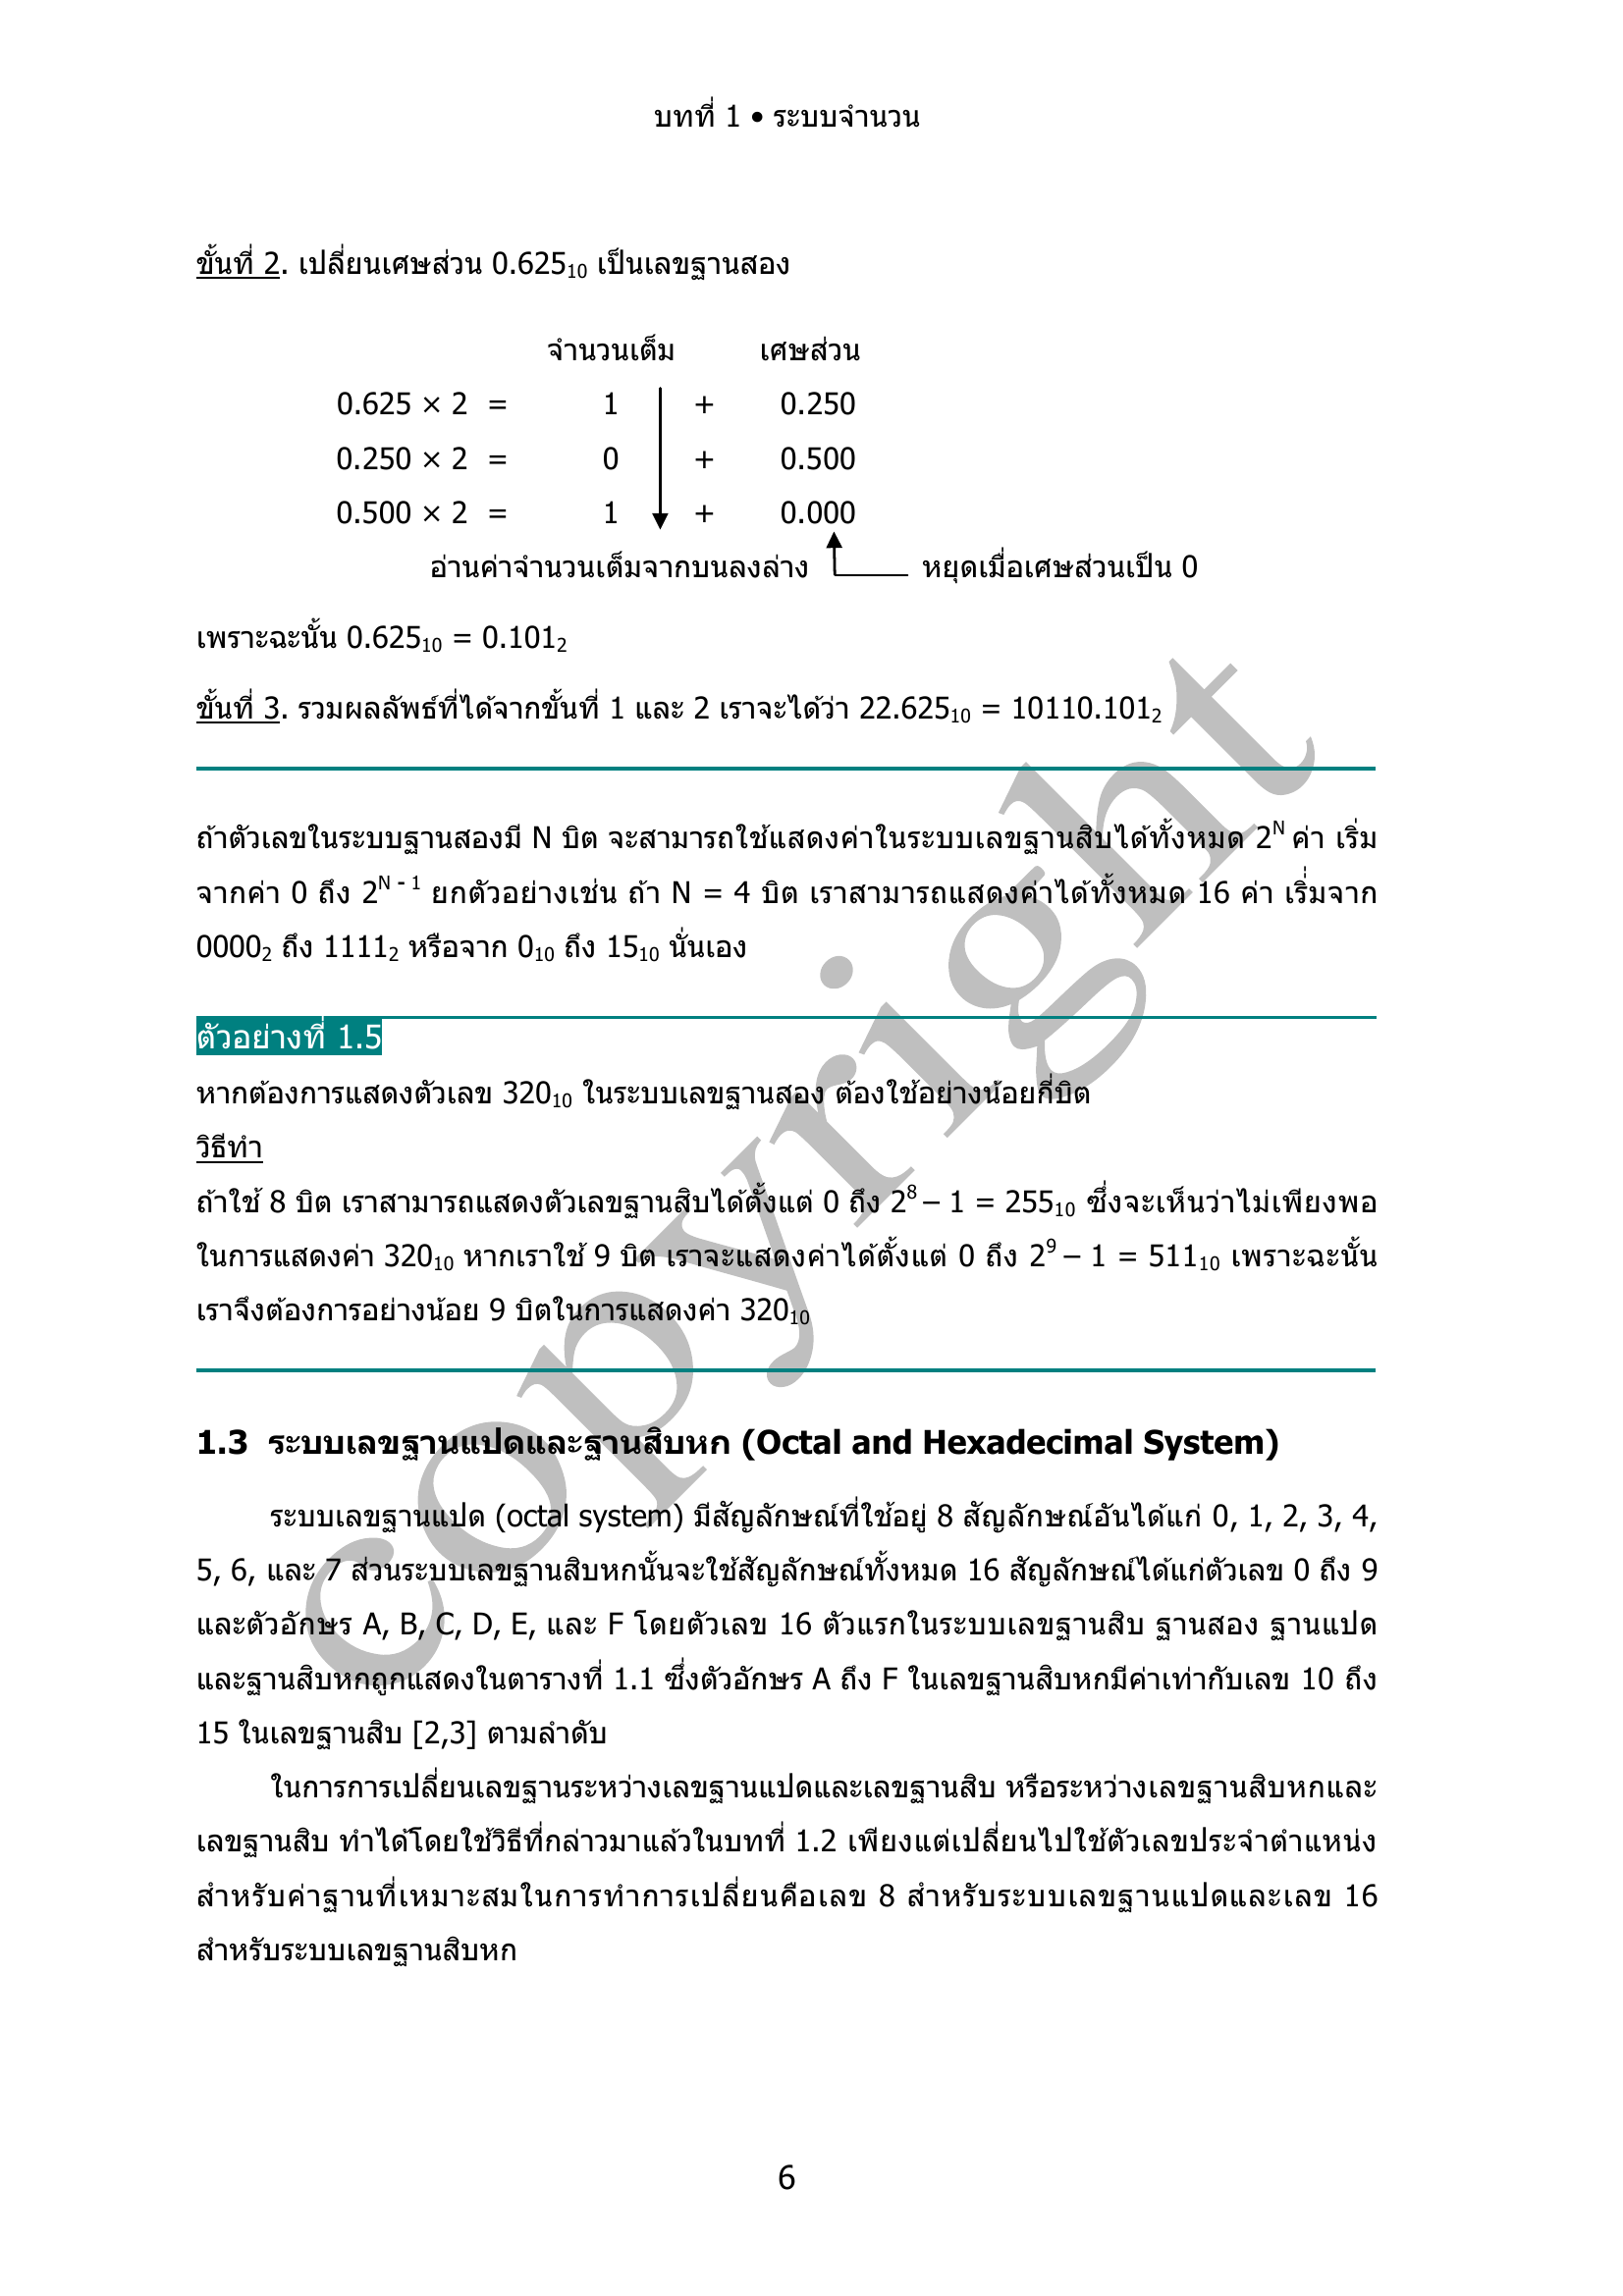 บทที่ 1 • ระบบจำนวน
ขั้นที่ 2. เปลี่ยนเศษส่วน 0.625₁₀ เป็นเลขฐานสอง
จำนวนเต็ม เศษส่วน
0.625 × 2 = 1 + 0.250
0.250 × 2 = 0 + 0.500
0.500 × 2 = 1 + 0.000
อ่านค่าจำนวนเต็มจากบนลงล่าง หยุดเมื่อเศษส่วนเป็น 0
เพราะฉะนั้น 0.625₁₀ = 0.101₂
ขั้นที่ 3. รวมผลลัพธ์ที่ได้จากขั้นที่ 1 และ 2 เราจะได้ว่า 22.625₁₀ = 10110.101₂
ถ้าตัวเลขในระบบฐานสองมี N บิต จะสามารถใช้แสดงค่าในระบบเลขฐานสิบได้ทั้งหมด 2ᴺ ค่า เริ่ม
จากค่า 0 ถึง 2ᴺ ⁻ ¹ ยกตัวอย่างเช่น ถ้า N = 4 บิต เราสามารถแสดงค่าได้ทั้งหมด 16 ค่า เริ่มจาก
0000₂ ถึง 1111₂ หรือจาก 0₁₀ ถึง 15₁₀ นั่นเอง
ตัวอย่างที่ 1.5
หากต้องการแสดงตัวเลข 320₁₀ ในระบบเลขฐานสอง ต้องใช้อย่างน้อยกี่บิต
วิธีทำ
ถ้าใช้ 8 บิต เราสามารถแสดงตัวเลขฐานสิบได้ตั้งแต่ 0 ถึง 2⁸ – 1 = 255₁₀ ซึ่งจะเห็นว่าไม่เพียงพอ
ในการแสดงค่า 320₁₀ หากเราใช้ 9 บิต เราจะแสดงค่าได้ตั้งแต่ 0 ถึง 2⁹ – 1 = 511₁₀ เพราะฉะนั้น
เราจึงต้องการอย่างน้อย 9 บิตในการแสดงค่า 320₁₀
1.3 ระบบเลขฐานแปดและฐานสิบหก (Octal and Hexadecimal System)
ระบบเลขฐานแปด (octal system) มีสัญลักษณ์ที่ใช้อยู่ 8 สัญลักษณ์อันได้แก่ 0, 1, 2, 3, 4,
5, 6, และ 7 ส่วนระบบเลขฐานสิบหกนั้นจะใช้สัญลักษณ์ทั้งหมด 16 สัญลักษณ์ได้แก่ตัวเลข 0 ถึง 9
และตัวอักษร A, B, C, D, E, และ F โดยตัวเลข 16 ตัวแรกในระบบเลขฐานสิบ ฐานสอง ฐานแปด
และฐานสิบหกถูกแสดงในตารางที่ 1.1 ซึ่งตัวอักษร A ถึง F ในเลขฐานสิบหกมีค่าเท่ากับเลข 10 ถึง
15 ในเลขฐานสิบ [2,3] ตามลำดับ
ในการการเปลี่ยนเลขฐานระหว่างเลขฐานแปดและเลขฐานสิบ หรือระหว่างเลขฐานสิบหกและ
เลขฐานสิบ ทำได้โดยใช้วิธีที่กล่าวมาแล้วในบทที่ 1.2 เพียงแต่เปลี่ยนไปใช้ตัวเลขประจำตำแหน่ง
สำหรับค่าฐานที่เหมาะสมในการทำการเปลี่ยนคือเลข 8 สำหรับระบบเลขฐานแปดและเลข 16
สำหรับระบบเลขฐานสิบหก
6
copyright